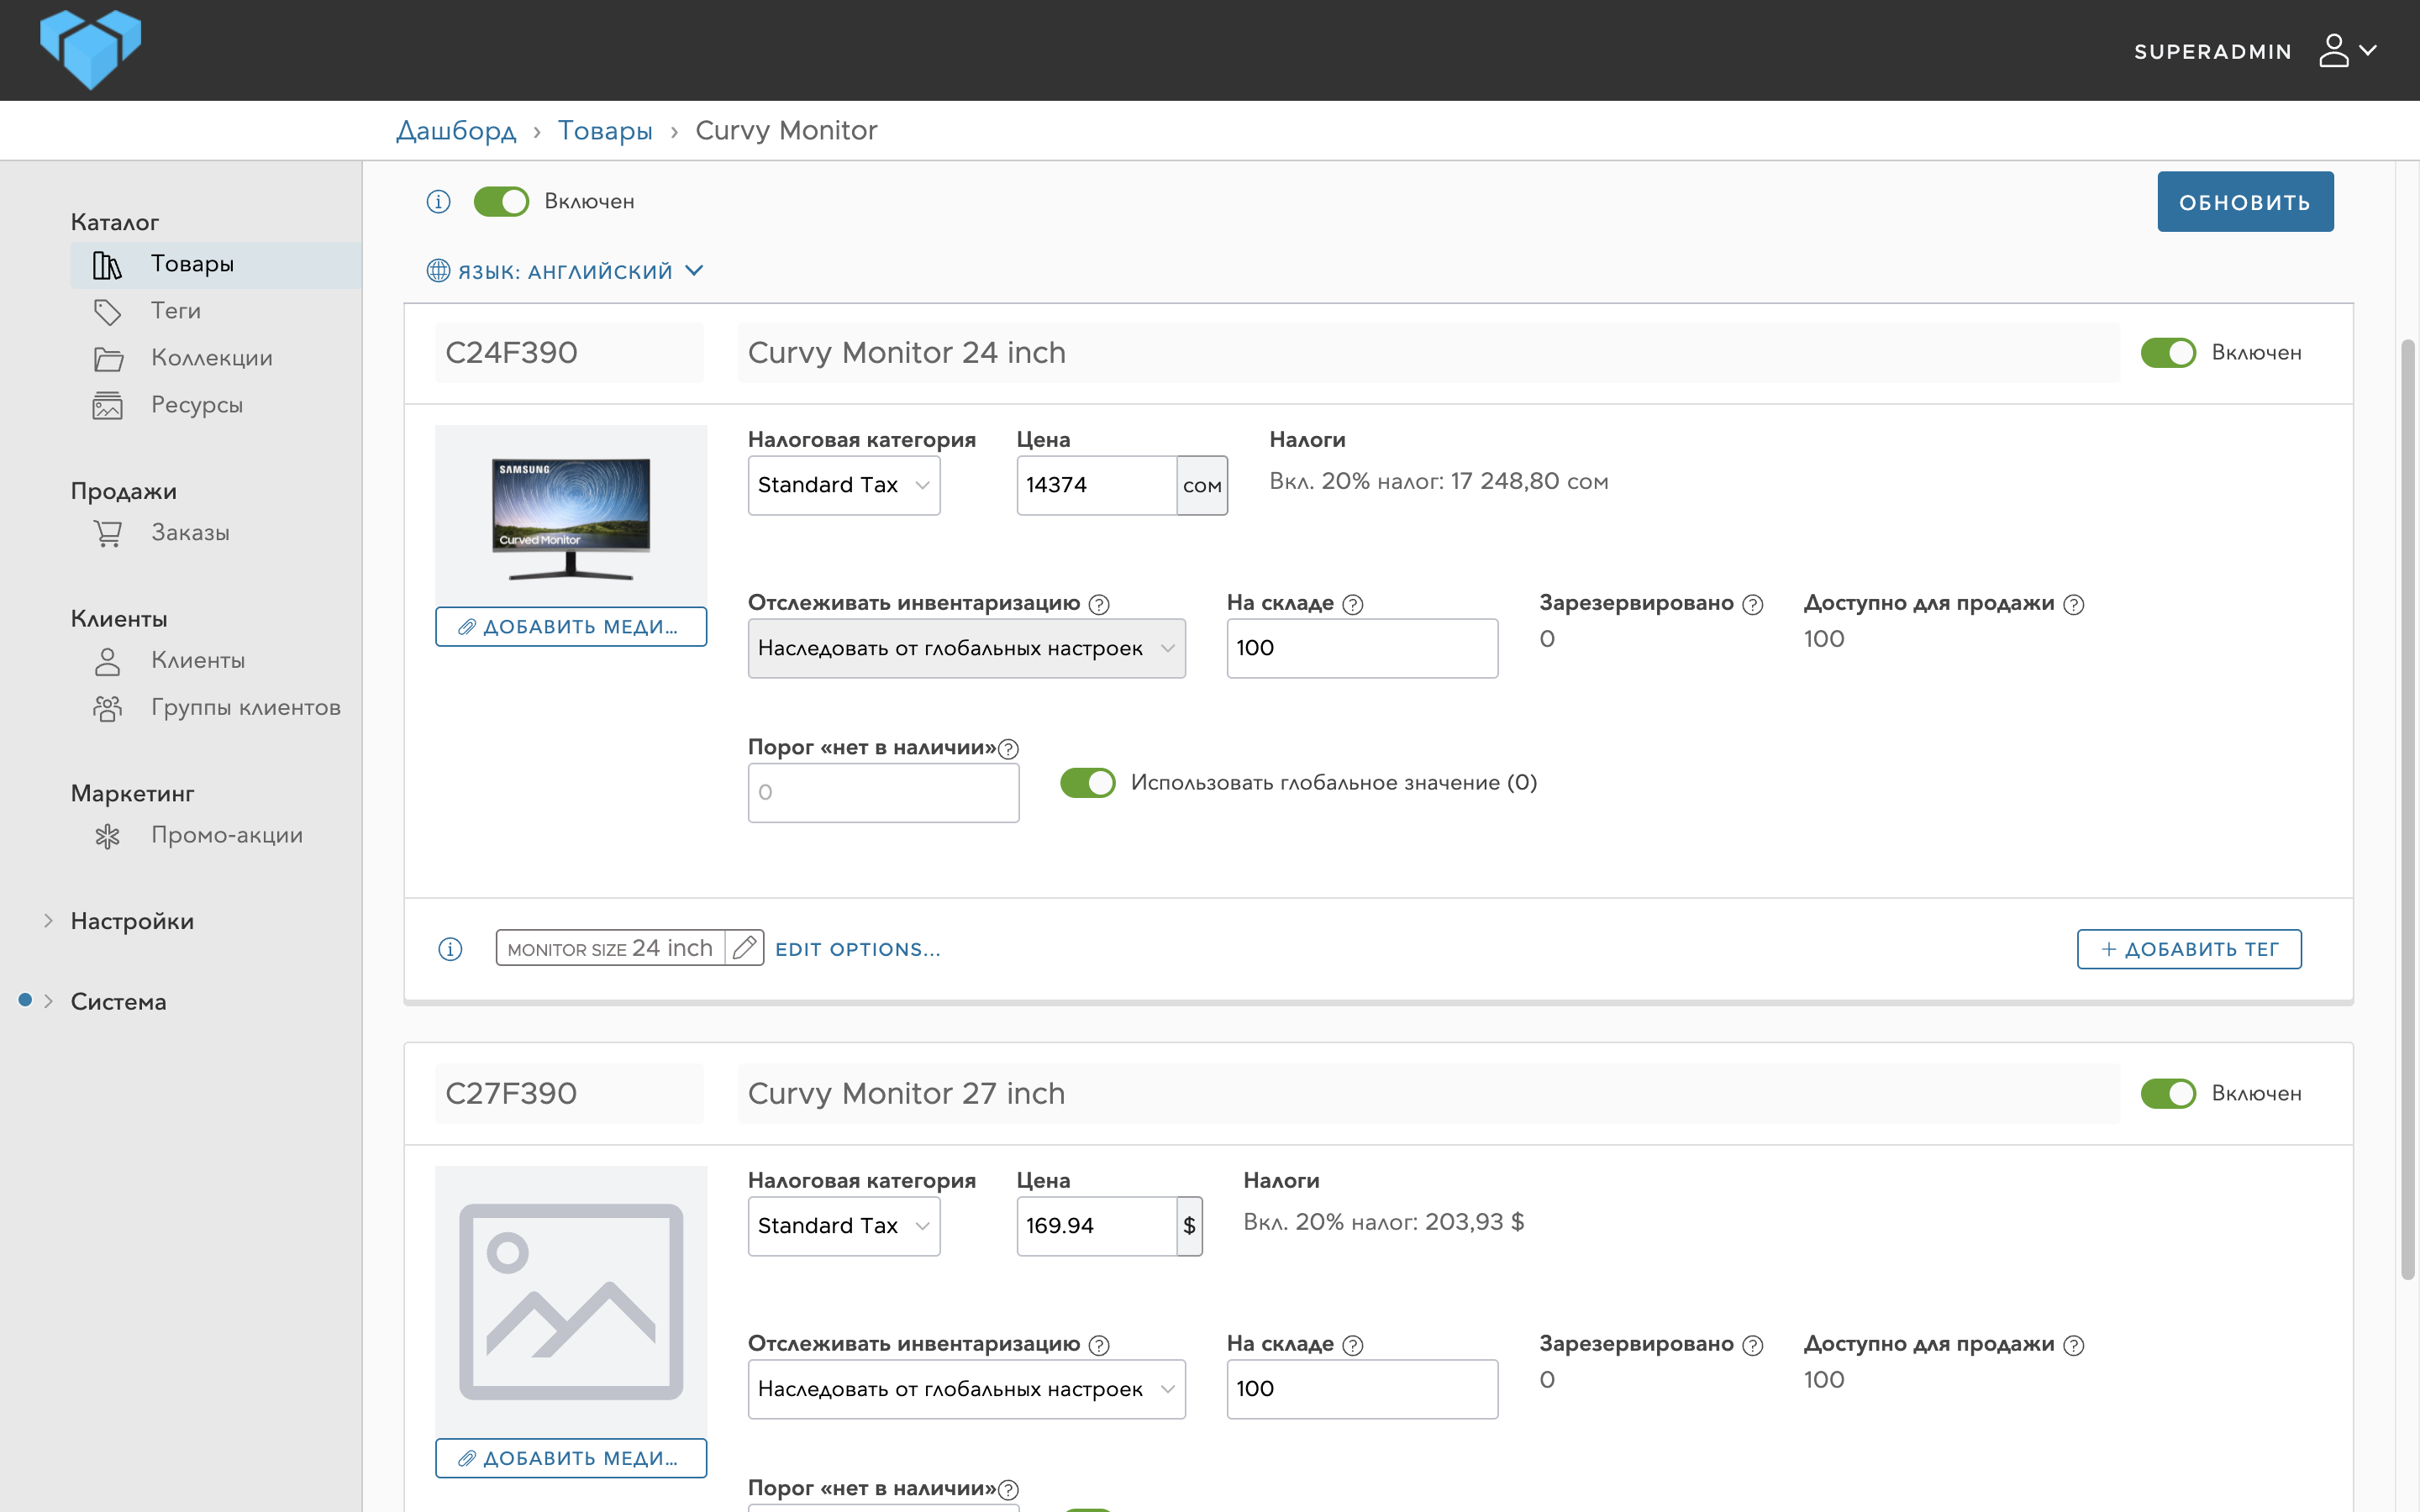 SUPERADMIN
Дашборд › Товары › Curvy Monitor
Каталог
Товары
Теги
Коллекции
Ресурсы
Продажи
Заказы
Клиенты
Клиенты
Группы клиентов
Маркетинг
Промо-акции
Настройки
Система
Включен
ОБНОВИТЬ
ЯЗЫК: АНГЛИЙСКИЙ
C24F390
Curvy Monitor 24 inch
Включен
SAMSUNG
Curved Monitor
ДОБАВИТЬ МЕДИ...
Налоговая категория
Standard Tax
Цена
14374 сом
Налоги
Вкл. 20% налог: 17 248,80 сом
Отслеживать инвентаризацию
Наследовать от глобальных настроек
На складе
100
Зарезервировано
0
Доступно для продажи
100
Порог «нет в наличии»
0
Использовать глобальное значение (0)
MONITOR SIZE 24 inch
EDIT OPTIONS...
+ ДОБАВИТЬ ТЕГ
C27F390
Curvy Monitor 27 inch
Включен
ДОБАВИТЬ МЕДИ...
Налоговая категория
Standard Tax
Цена
169.94 $
Налоги
Вкл. 20% налог: 203,93 $
Отслеживать инвентаризацию
Наследовать от глобальных настроек
На складе
100
Зарезервировано
0
Доступно для продажи
100
Порог «нет в наличии»